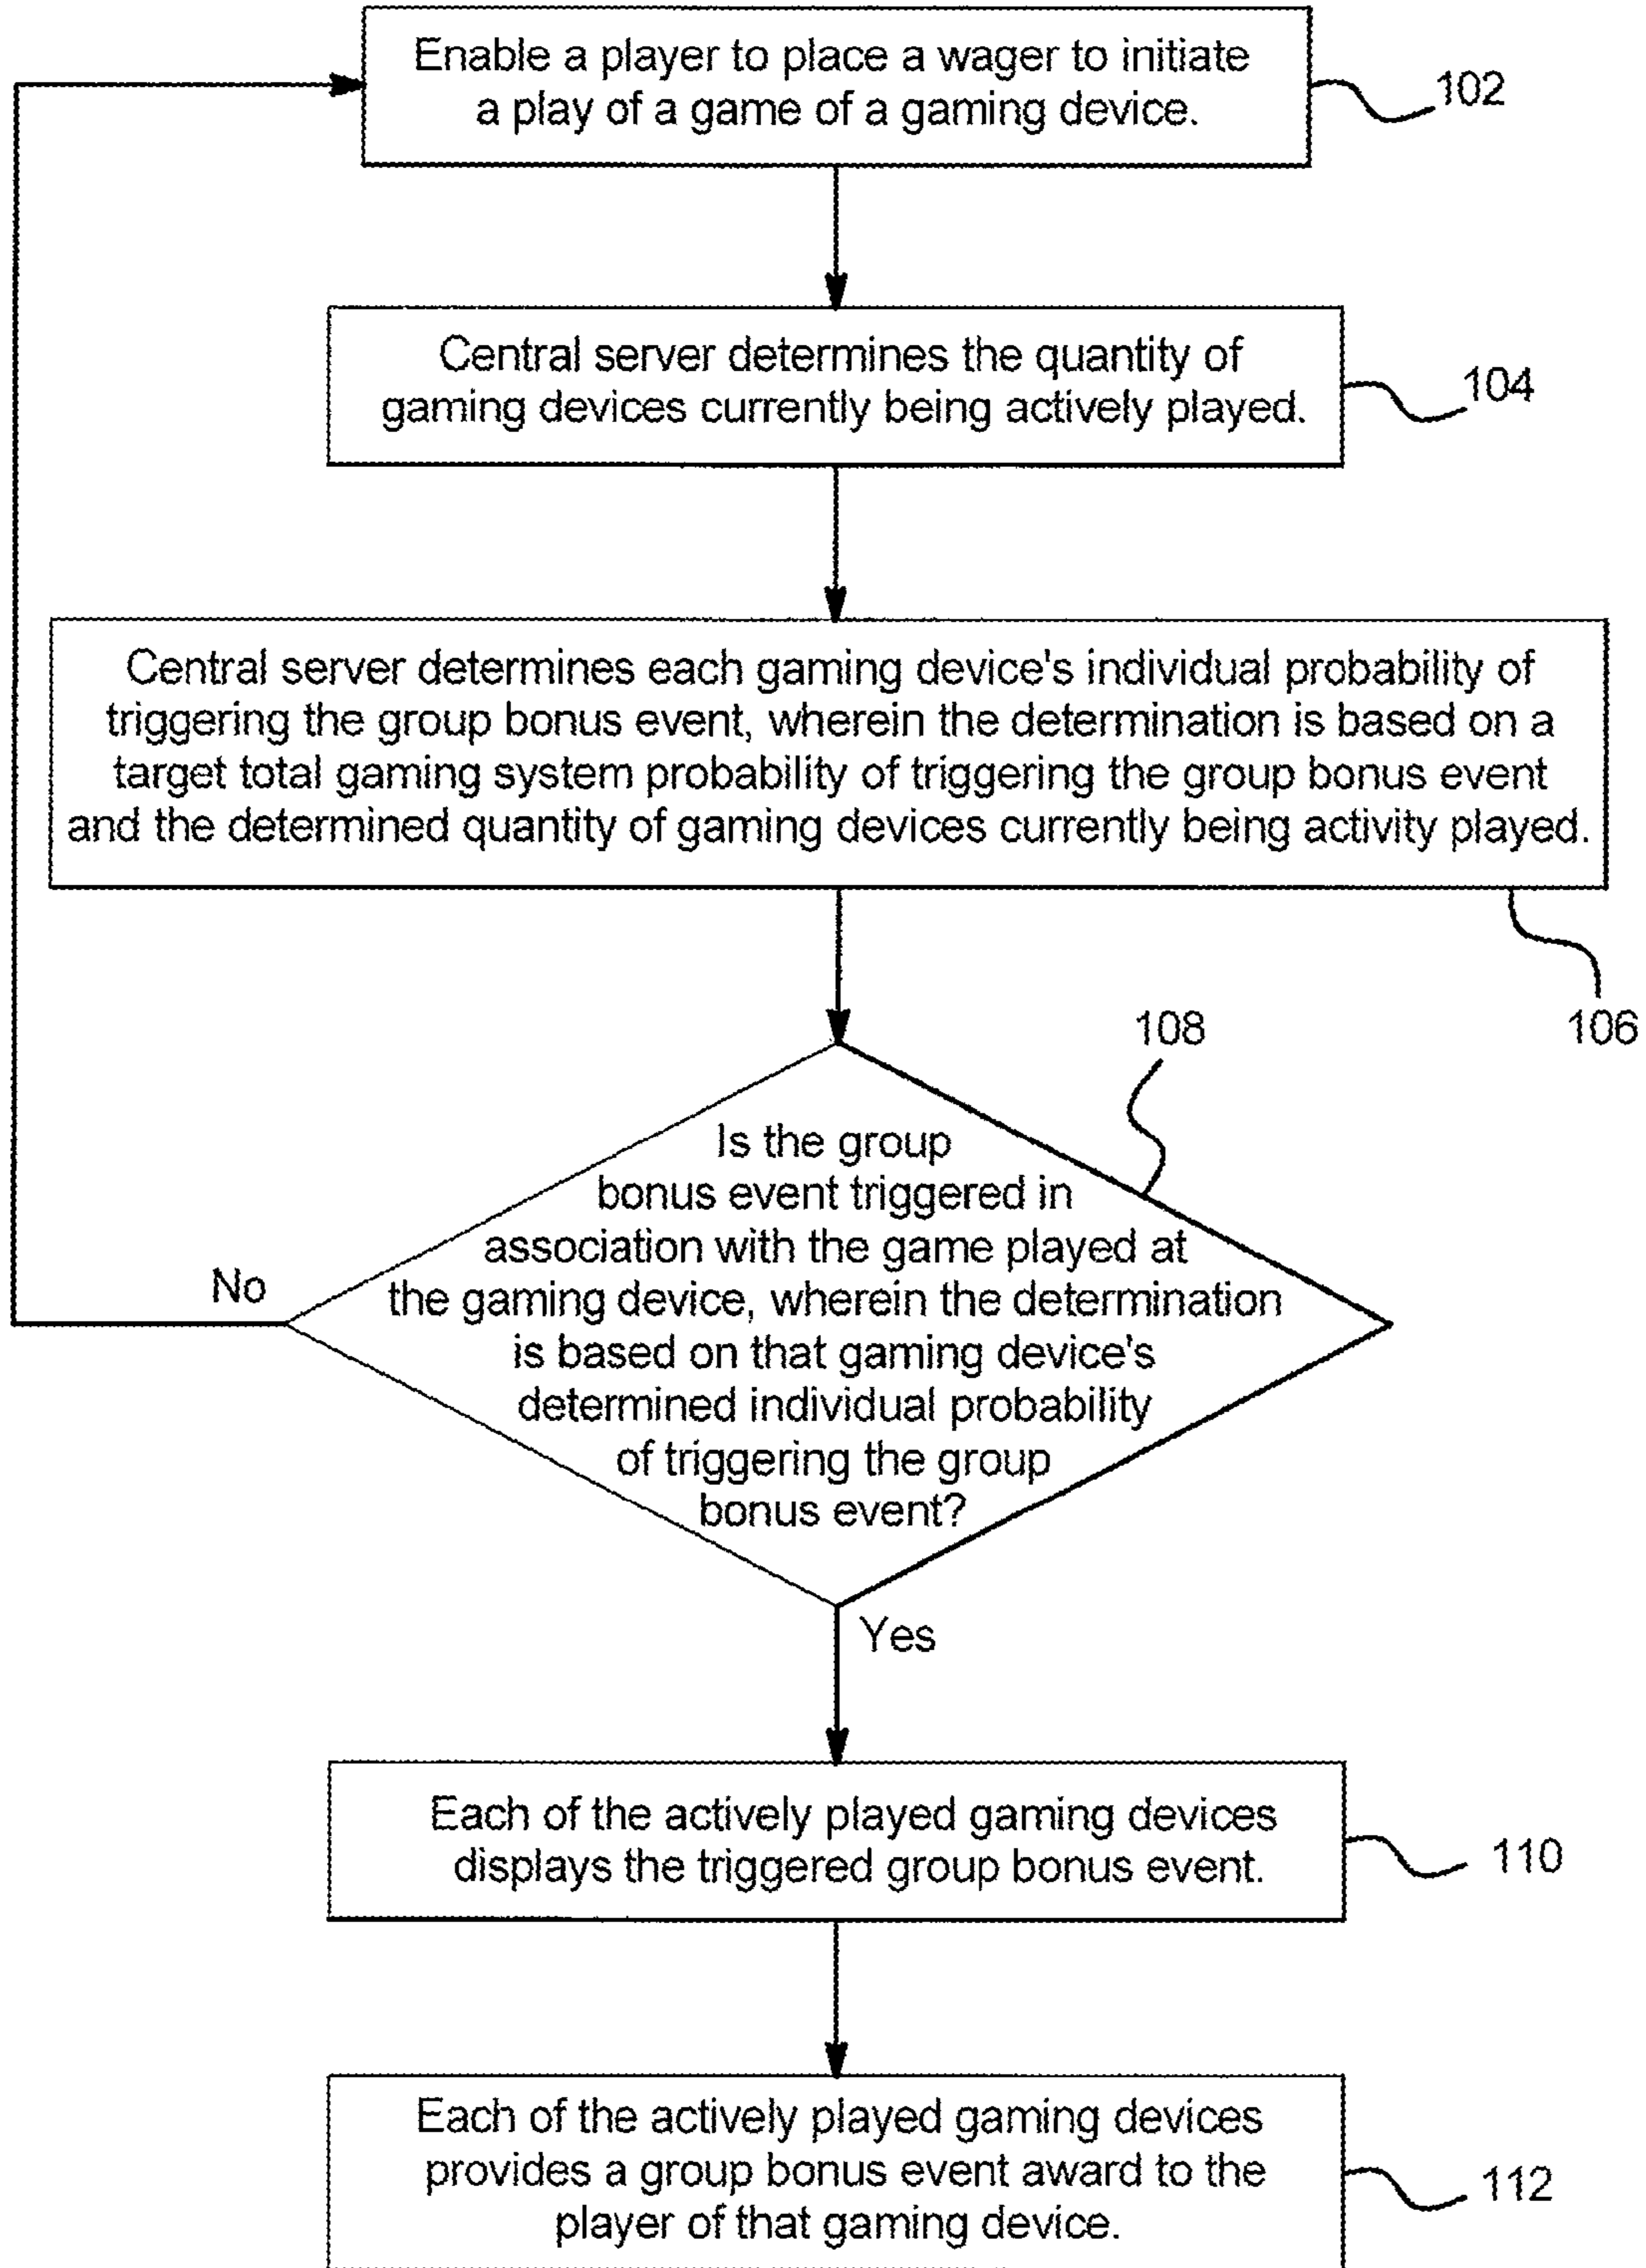 Enable a player to place a wager to initiate
a play of a game of a gaming device.
102
Central server determines the quantity of
gaming devices currently being actively played.
104
Central server determines each gaming device's individual probability of
triggering the group bonus event, wherein the determination is based on a
target total gaming system probability of triggering the group bonus event
and the determined quantity of gaming devices currently being activity played.
106
108
Is the group
bonus event triggered in
association with the game played at
the gaming device, wherein the determination
is based on that gaming device's
determined individual probability
of triggering the group
bonus event?
No
Yes
Each of the actively played gaming devices
displays the triggered group bonus event.
110
Each of the actively played gaming devices
provides a group bonus event award to the
player of that gaming device.
112